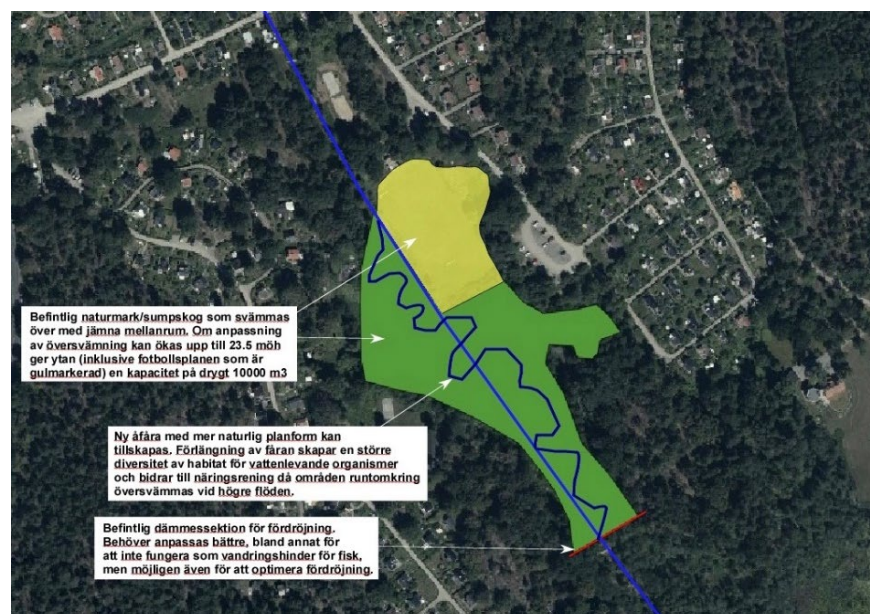 Befintlig naturmark/sumpskog som svämmas
över med jämna mellanrum. Om anpassning
av översvämning kan ökas upp till 23.5 möh
ger ytan (inklusive fotbollsplanen som är
gulmarkerad) en kapacitet på drygt 10000 m3
Ny åfåra med mer naturlig planform kan
tillskapas. Förlängning av fåran skapar en större
diversitet av habitat för vattenlevande organismer
och bidrar till näringsrening då områden runtomkring
översvämmas vid högre flöden.
Befintlig dämmessektion för fördröjning.
Behöver anpassas bättre, bland annat för
att inte fungera som vandringshinder för fisk,
men möjligen även för att optimera fördröjning.